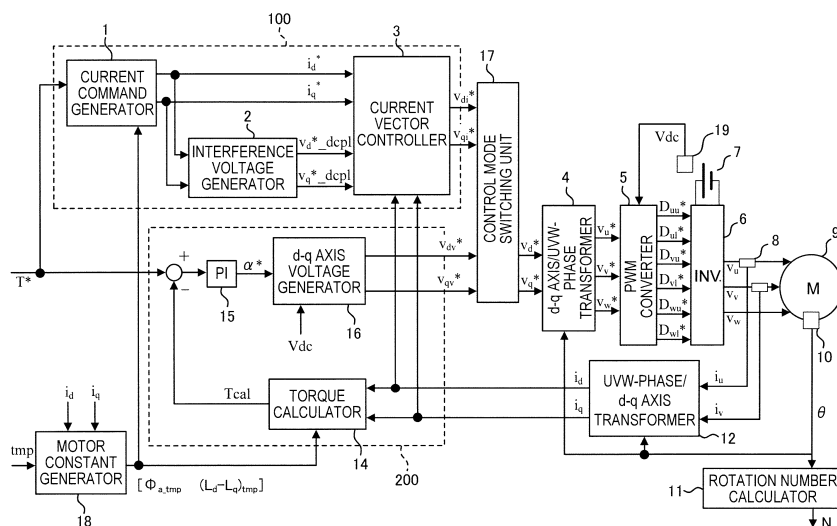 100
1
CURRENT
COMMAND
GENERATOR
i_d^*
i_q^*
2
INTERFERENCE
VOLTAGE
GENERATOR
v_d^*_dcpl
v_q^*_dcpl
3
CURRENT
VECTOR
CONTROLLER
v_di^*
v_qi^*
17
CONTROL MODE
SWITCHING UNIT
v_d^*
v_q^*
4
d-q AXIS/UVW-
PHASE
TRANSFORMER
v_u^*
v_v^*
v_w^*
5
PWM
CONVERTER
Vdc
19
D_uu^*
D_ul^*
D_vu^*
D_vl^*
D_wu^*
D_wl^*
7
6
INV.
v_u
v_v
v_w
8
9
M
10
T*
+
−
PI
15
α*
d-q AXIS
VOLTAGE
GENERATOR
16
Vdc
v_dv^*
v_qv^*
Tcal
TORQUE
CALCULATOR
14
200
i_d
i_q
UVW-PHASE/
d-q AXIS
TRANSFORMER
12
i_u
i_v
θ
i_d
i_q
tmp
MOTOR
CONSTANT
GENERATOR
18
[Φ_a_tmp (L_d-L_q)_tmp]
11
ROTATION NUMBER
CALCULATOR
N